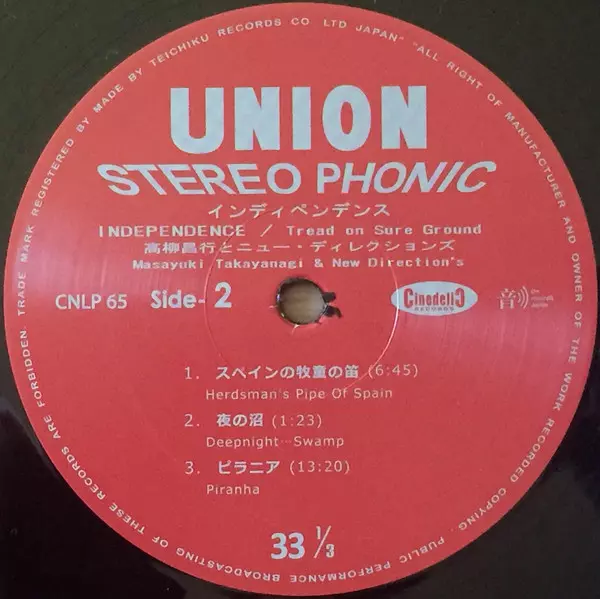 TRADE MARK REGISTERED BY MADE BY TEICHIKU RECORDS CO LTD JAPAN" "ALL RIGHT OF MANUFACTURER AND OWNER OF THE WORK RECORDED COPYING, PUBLIC PERFORMANCE BROADCASTING OF THESE RECORDS ARE FORBIDDEN.
UNION
STEREO PHONIC
インディペンデンス
INDEPENDENCE / Tread on Sure Ground
高柳昌行とニュー・ディレクションズ
Masayuki Takayanagi & New Direction's
CNLP 65 Side-2 Cinedelic RECORDS 音
1. スペインの牧童の笛 (6:45)
Herdsman's Pipe Of Spain
2. 夜の沼 (1:23)
Deepnight…Swamp
3. ピラニア (13:20)
Piranha
33 1/3